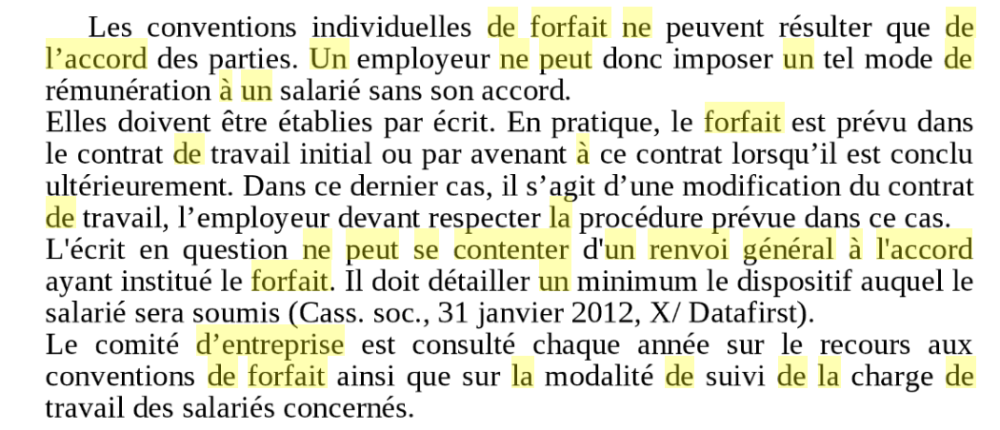 Les conventions individuelles de forfait ne peuvent résulter que de
l’accord des parties. Un employeur ne peut donc imposer un tel mode de
rémunération à un salarié sans son accord.
Elles doivent être établies par écrit. En pratique, le forfait est prévu dans
le contrat de travail initial ou par avenant à ce contrat lorsqu’il est conclu
ultérieurement. Dans ce dernier cas, il s’agit d’une modification du contrat
de travail, l’employeur devant respecter la procédure prévue dans ce cas.
L'écrit en question ne peut se contenter d'un renvoi général à l'accord
ayant institué le forfait. Il doit détailler un minimum le dispositif auquel le
salarié sera soumis (Cass. soc., 31 janvier 2012, X/ Datafirst).
Le comité d’entreprise est consulté chaque année sur le recours aux
conventions de forfait ainsi que sur la modalité de suivi de la charge de
travail des salariés concernés.